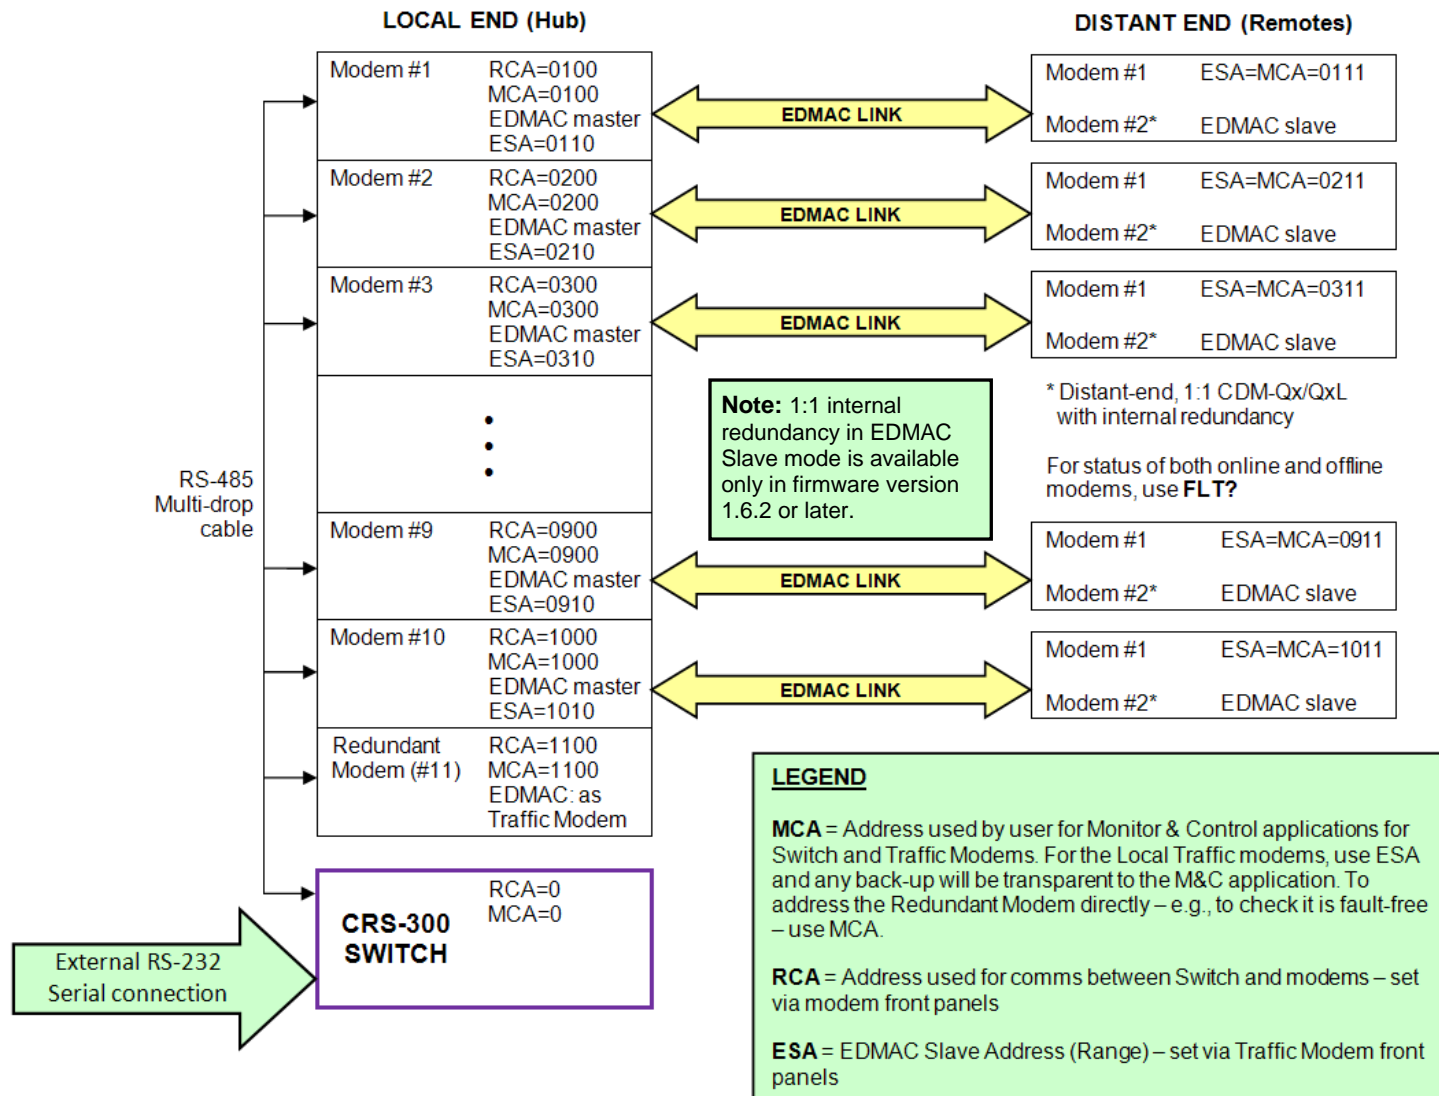 LOCAL END (Hub)
DISTANT END (Remotes)
Modem #1 RCA=0100
MCA=0100
EDMAC master
ESA=0110
EDMAC LINK
Modem #1 ESA=MCA=0111
Modem #2* EDMAC slave
Modem #2 RCA=0200
MCA=0200
EDMAC master
ESA=0210
EDMAC LINK
Modem #1 ESA=MCA=0211
Modem #2* EDMAC slave
Modem #3 RCA=0300
MCA=0300
EDMAC master
ESA=0310
EDMAC LINK
Modem #1 ESA=MCA=0311
Modem #2* EDMAC slave
Note: 1:1 internal
redundancy in EDMAC
Slave mode is available
only in firmware version
1.6.2 or later.
* Distant-end, 1:1 CDM-Qx/QxL
with internal redundancy
For status of both online and offline
modems, use FLT?
RS-485
Multi-drop
cable
Modem #9 RCA=0900
MCA=0900
EDMAC master
ESA=0910
EDMAC LINK
Modem #1 ESA=MCA=0911
Modem #2* EDMAC slave
Modem #10 RCA=1000
MCA=1000
EDMAC master
ESA=1010
EDMAC LINK
Modem #1 ESA=MCA=1011
Modem #2* EDMAC slave
Redundant RCA=1100
Modem (#11) MCA=1100
EDMAC: as
Traffic Modem
RCA=0
MCA=0
CRS-300
SWITCH
External RS-232
Serial connection
LEGEND
MCA = Address used by user for Monitor & Control applications for
Switch and Traffic Modems. For the Local Traffic modems, use ESA
and any back-up will be transparent to the M&C application. To
address the Redundant Modem directly – e.g., to check it is fault-free
– use MCA.
RCA = Address used for comms between Switch and modems – set
via modem front panels
ESA = EDMAC Slave Address (Range) – set via Traffic Modem front
panels